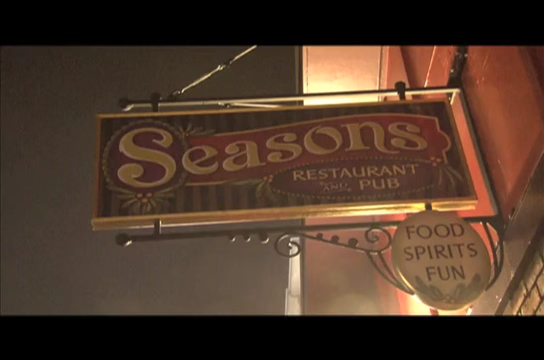 Seasons
RESTAURANT
AND PUB
FOOD
SPIRITS
FUN